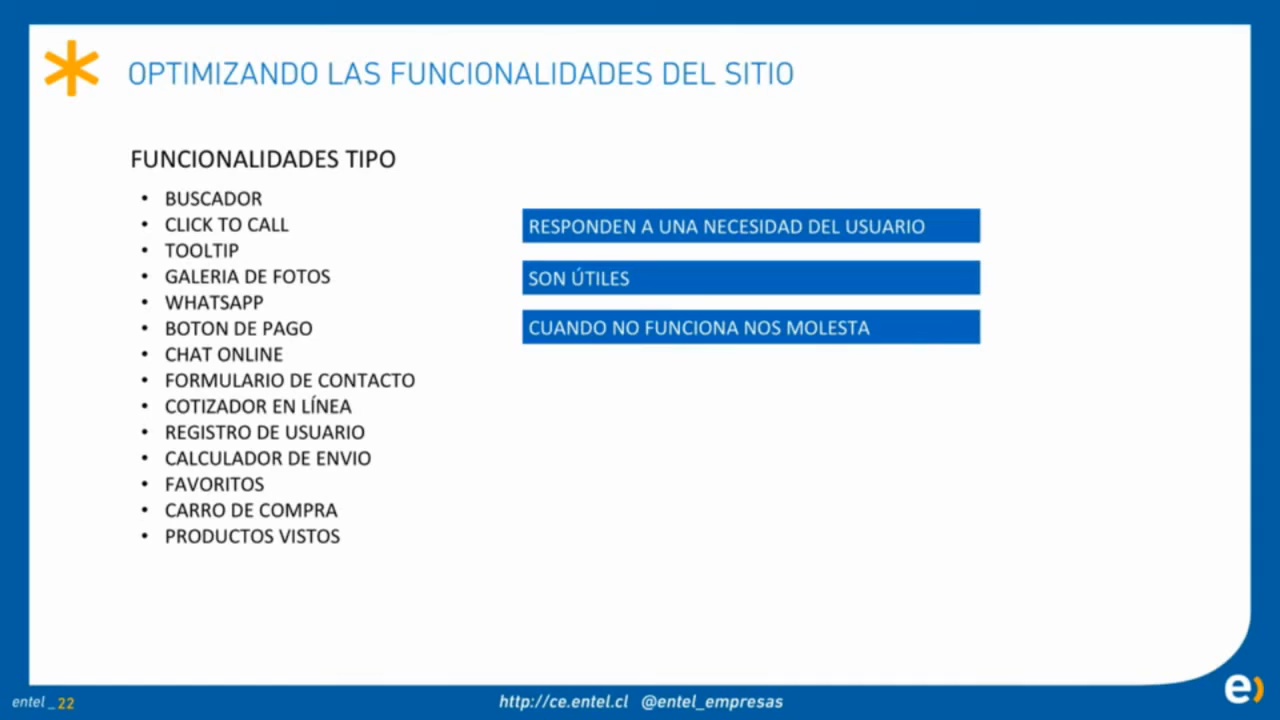 OPTIMIZANDO LAS FUNCIONALIDADES DEL SITIO
FUNCIONALIDADES TIPO
• BUSCADOR
• CLICK TO CALL
• TOOLTIP
• GALERIA DE FOTOS
• WHATSAPP
• BOTON DE PAGO
• CHAT ONLINE
• FORMULARIO DE CONTACTO
• COTIZADOR EN LÍNEA
• REGISTRO DE USUARIO
• CALCULADOR DE ENVIO
• FAVORITOS
• CARRO DE COMPRA
• PRODUCTOS VISTOS
RESPONDEN A UNA NECESIDAD DEL USUARIO
SON ÚTILES
CUANDO NO FUNCIONA NOS MOLESTA
entel _ 22
http://ce.entel.cl @entel_empresas
e)